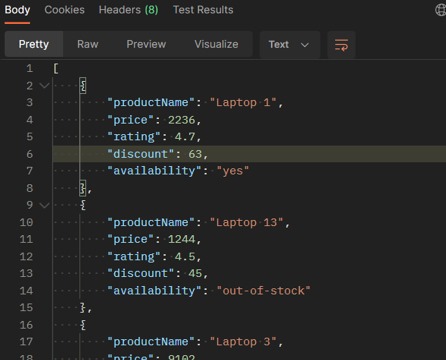 Body Cookies Headers (8) Test Results
Pretty Raw Preview Visualize Text
1 [
2 {
3 "productName": "Laptop 1",
4 "price": 2236,
5 "rating": 4.7,
6 "discount": 63,
7 "availability": "yes"
8 },
9 {
10 "productName": "Laptop 13",
11 "price": 1244,
12 "rating": 4.5,
13 "discount": 45,
14 "availability": "out-of-stock"
15 },
16 {
17 "productName": "Laptop 3",
18 "price": 9102